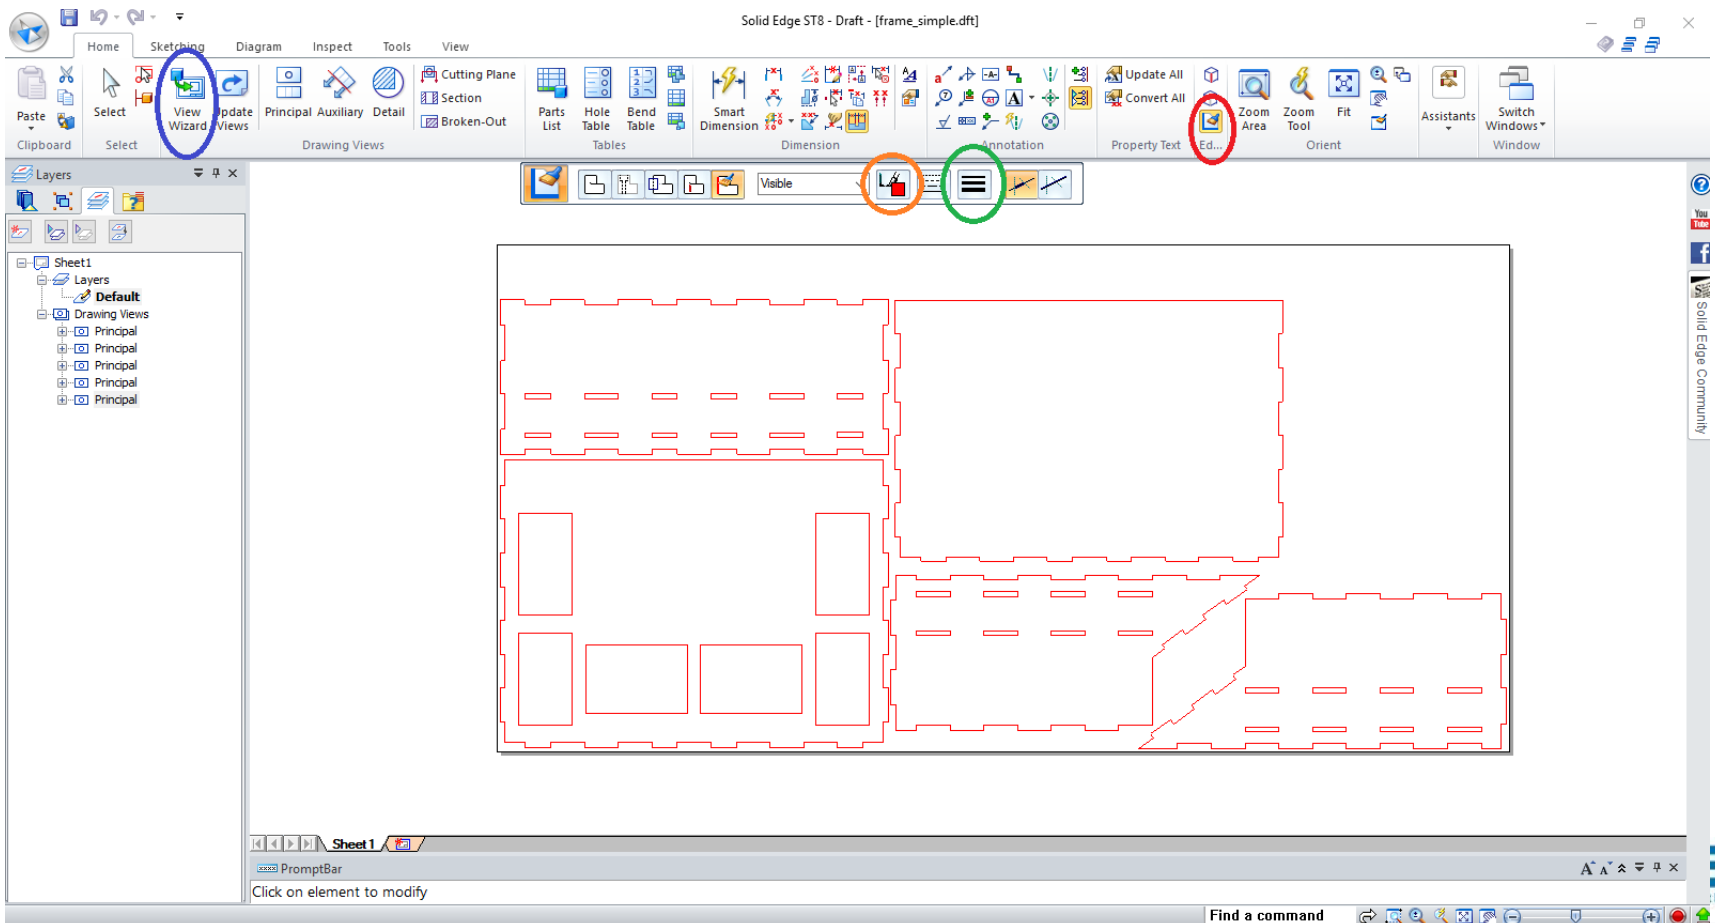 Solid Edge ST8 - Draft - [frame_simple.dft]
Home Sketching Diagram Inspect Tools View
Paste
Clipboard
Select
Select
View Wizard
Update Views
Principal Auxiliary Detail
Cutting Plane
Section
Broken-Out
Drawing Views
Parts List
Hole Table
Bend Table
Tables
Smart Dimension
Dimension
Annotation
Update All
Convert All
Property Text
Ed...
Zoom Area
Zoom Tool
Fit
Orient
Assistants
Switch Windows
Window
Layers
Visible
Sheet1
Layers
Default
Drawing Views
Principal
Principal
Principal
Principal
Principal
You
Tube
Solid Edge Community
Sheet1
PromptBar
Click on element to modify
Find a command